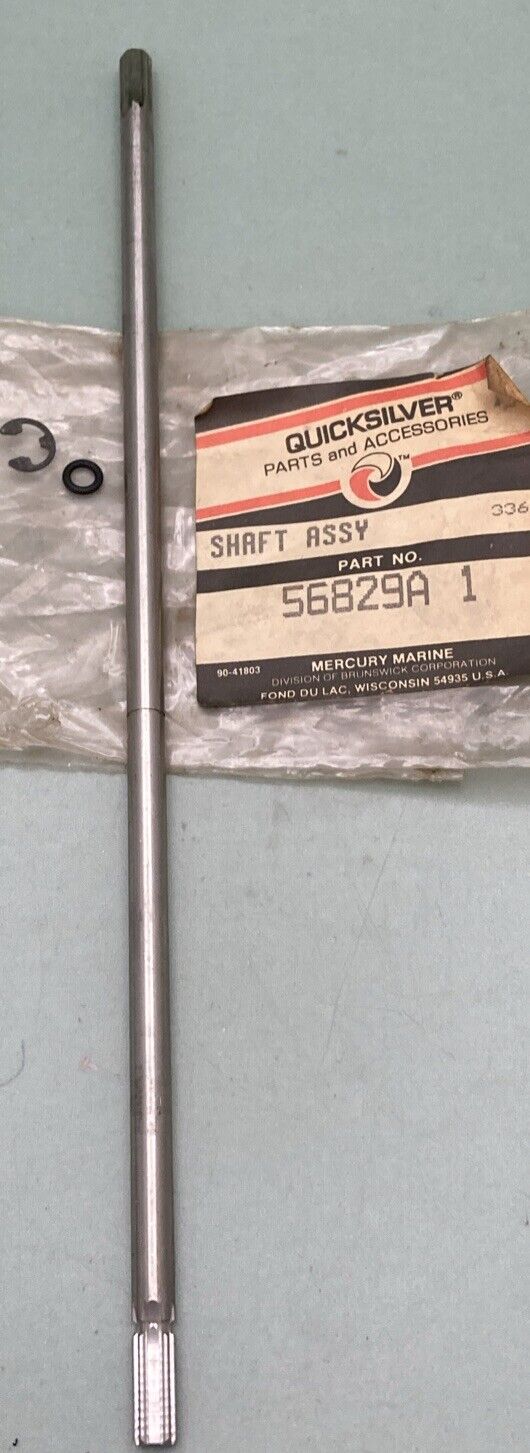 QUICKSILVER®
PARTS and ACCESSORIES
™
SHAFT ASSY 336
PART NO.
56829A 1
90-41803 MERCURY MARINE
DIVISION OF BRUNSWICK CORPORATION
FOND DU LAC, WISCONSIN 54935 U.S.A.